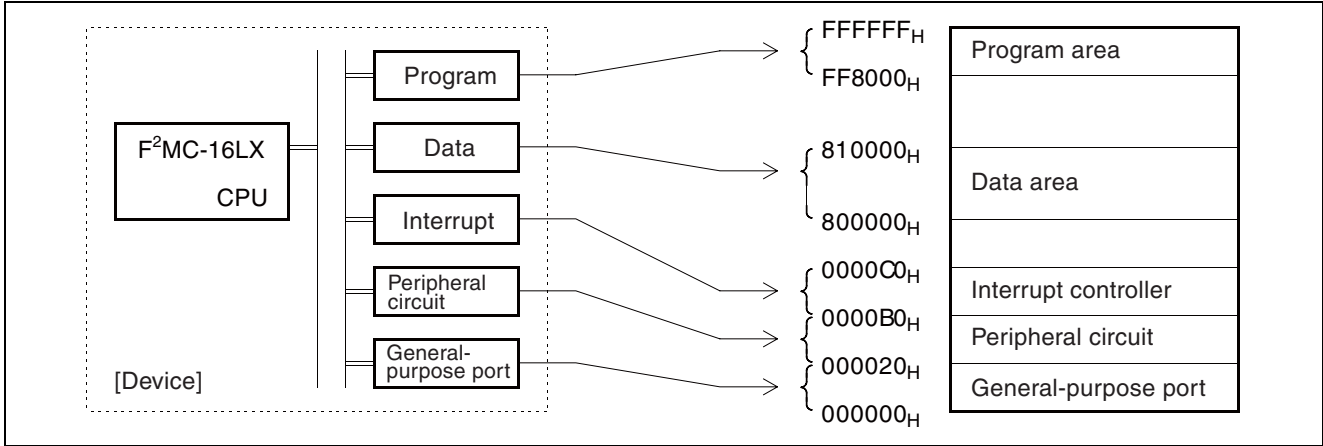 F²MC-16LX
CPU
[Device]
Program
Data
Interrupt
Peripheral
circuit
General-
purpose port
FFFFFFH
FF8000H
810000H
800000H
0000C0H
0000B0H
000020H
000000H
Program area
Data area
Interrupt controller
Peripheral circuit
General-purpose port